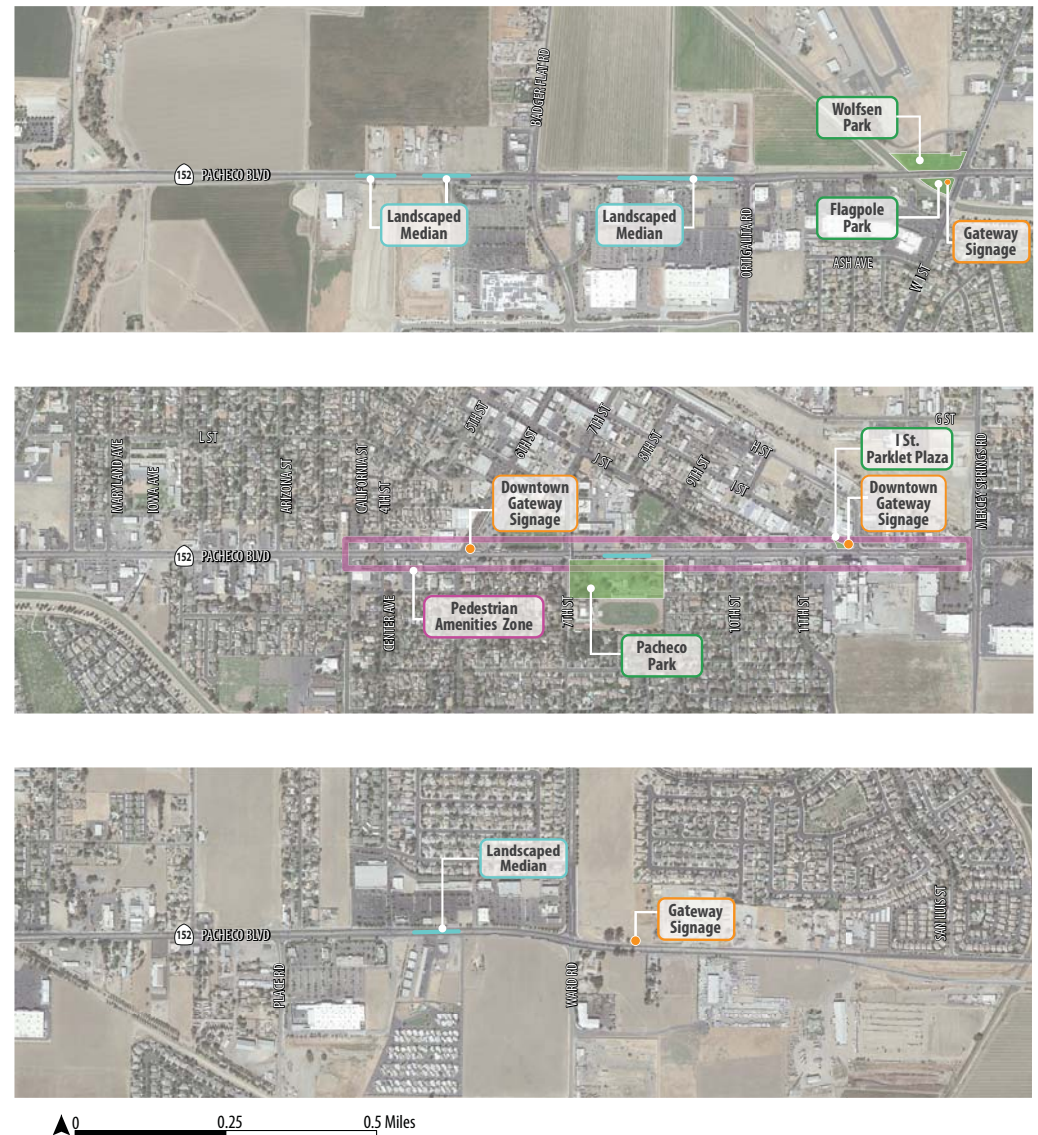 BADGER FLAT RD
Wolfsen
Park
152 PACHECO BLVD
Landscaped
Median
Landscaped
Median
Flagpole
Park
Gateway
Signage
ORTIGALITA RD
ASH AVE
W I ST
5TH ST
7TH ST
G ST
L ST
6TH ST
8TH ST
H ST
I St.
Parklet Plaza
MARYLAND AVE
IOWA AVE
ARIZONA ST
CALIFORNIA ST
4TH ST
J ST
9TH ST
I ST
MERCEY SPRINGS RD
Downtown
Gateway
Signage
Downtown
Gateway
Signage
152 PACHECO BLVD
CENTER AVE
Pedestrian
Amenities Zone
7TH ST
10TH ST
11TH ST
Pacheco
Park
Landscaped
Median
SAN LUIS ST
Gateway
Signage
152 PACHECO BLVD
PLACE RD
WARD RD
0 0.25 0.5 Miles